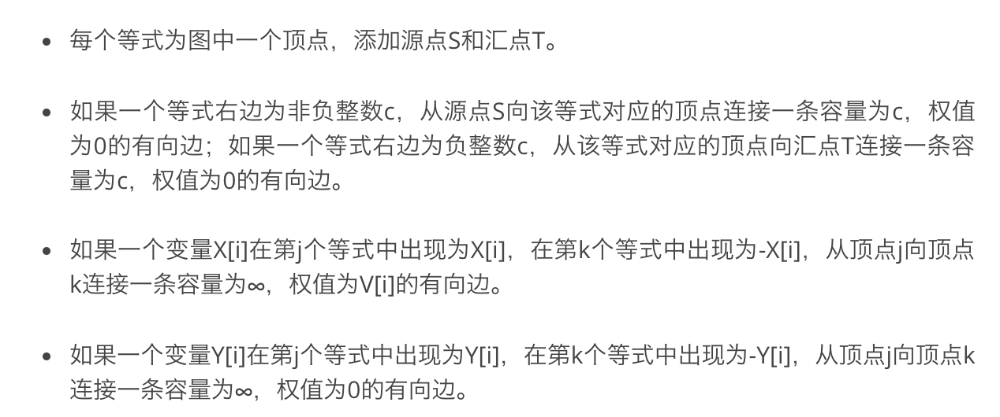 • 每个等式为图中一个顶点，添加源点S和汇点T。
• 如果一个等式右边为非负整数c，从源点S向该等式对应的顶点连接一条容量为c，权值
为0的有向边；如果一个等式右边为负整数c，从该等式对应的顶点向汇点T连接一条容
量为c，权值为0的有向边。
• 如果一个变量X[i]在第j个等式中出现为X[i]，在第k个等式中出现为-X[i]，从顶点j向顶点
k连接一条容量为∞，权值为V[i]的有向边。
• 如果一个变量Y[i]在第j个等式中出现为Y[i]，在第k个等式中出现为-Y[i]，从顶点j向顶点k
连接一条容量为∞，权值为0的有向边。